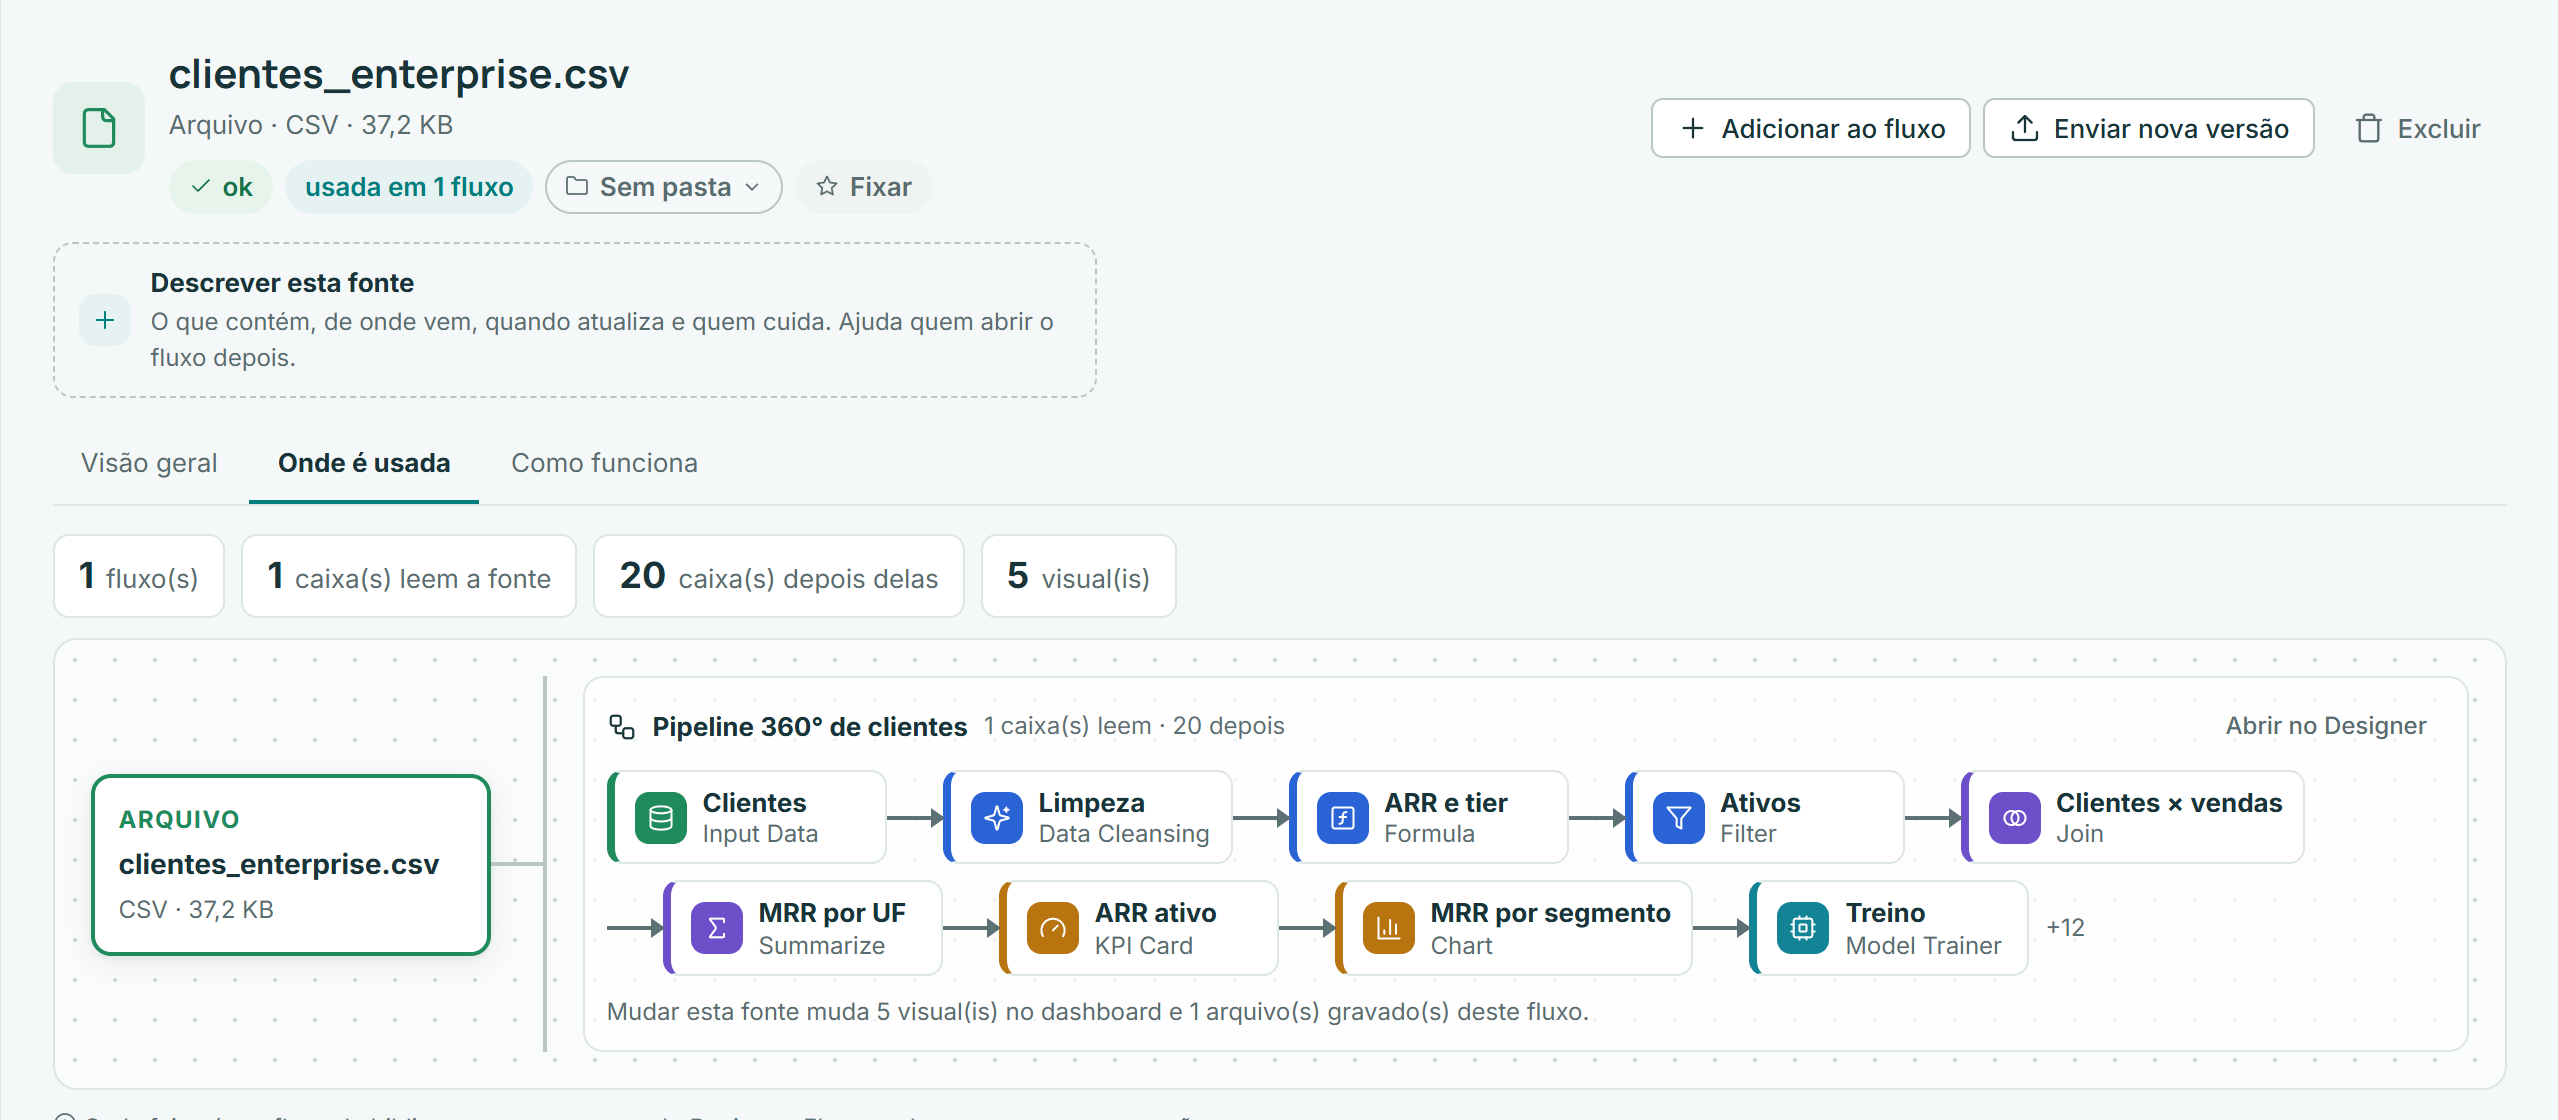 clientes_enterprise.csv
Arquivo · CSV · 37,2 KB
ok
usada em 1 fluxo
Sem pasta
Fixar
Adicionar ao fluxo
Enviar nova versão
Excluir
Descrever esta fonte
O que contém, de onde vem, quando atualiza e quem cuida. Ajuda quem abrir o
fluxo depois.
Visão geral
Onde é usada
Como funciona
1 fluxo(s)
1 caixa(s) leem a fonte
20 caixa(s) depois delas
5 visual(is)
ARQUIVO
clientes_enterprise.csv
CSV · 37,2 KB
Pipeline 360° de clientes 1 caixa(s) leem · 20 depois
Abrir no Designer
Clientes
Input Data
Limpeza
Data Cleansing
ARR e tier
Formula
Ativos
Filter
Clientes × vendas
Join
MRR por UF
Summarize
ARR ativo
KPI Card
MRR por segmento
Chart
Treino
Model Trainer
+12
Mudar esta fonte muda 5 visual(is) no dashboard e 1 arquivo(s) gravado(s) deste fluxo.